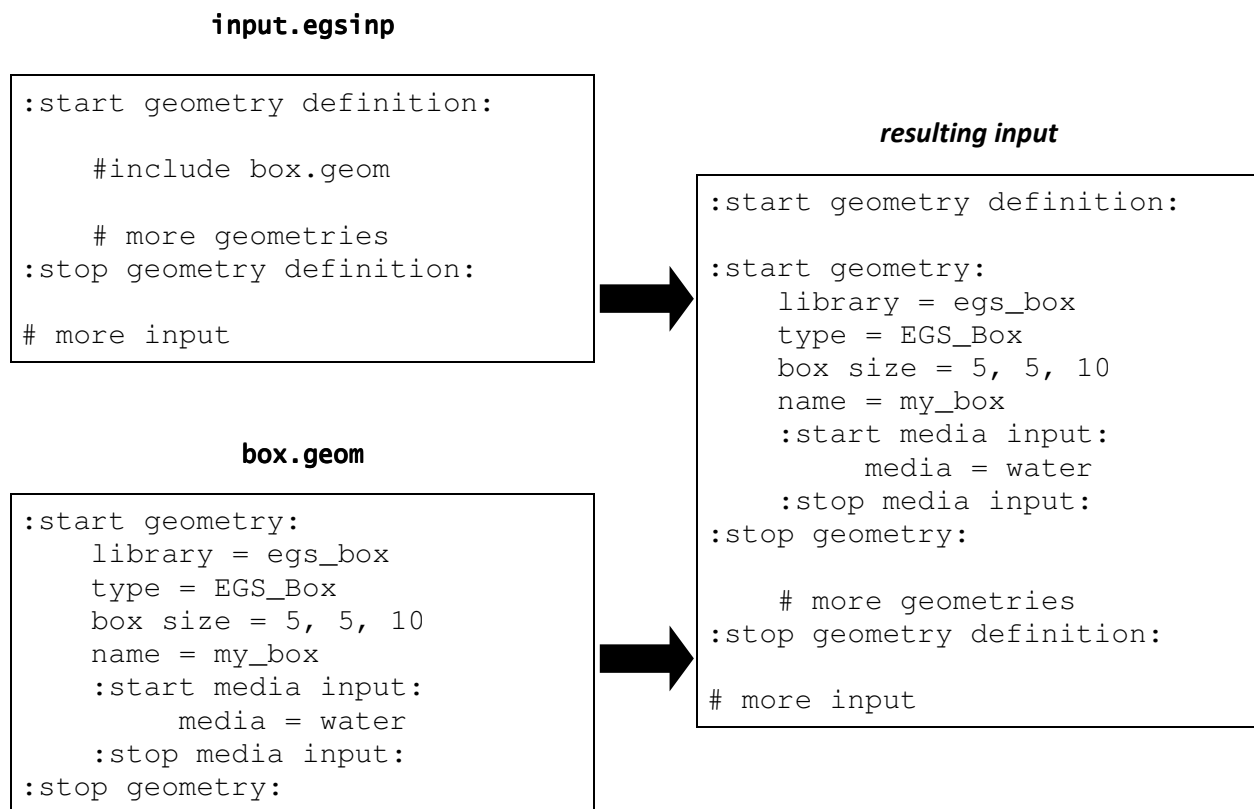 input.egsinp
:start geometry definition:
#include box.geom
# more geometries
:stop geometry definition:
# more input
box.geom
:start geometry:
library = egs_box
type = EGS_Box
box size = 5, 5, 10
name = my_box
:start media input:
media = water
:stop media input:
:stop geometry:
resulting input
:start geometry definition:
:start geometry:
library = egs_box
type = EGS_Box
box size = 5, 5, 10
name = my_box
:start media input:
media = water
:stop media input:
:stop geometry:
# more geometries
:stop geometry definition:
# more input